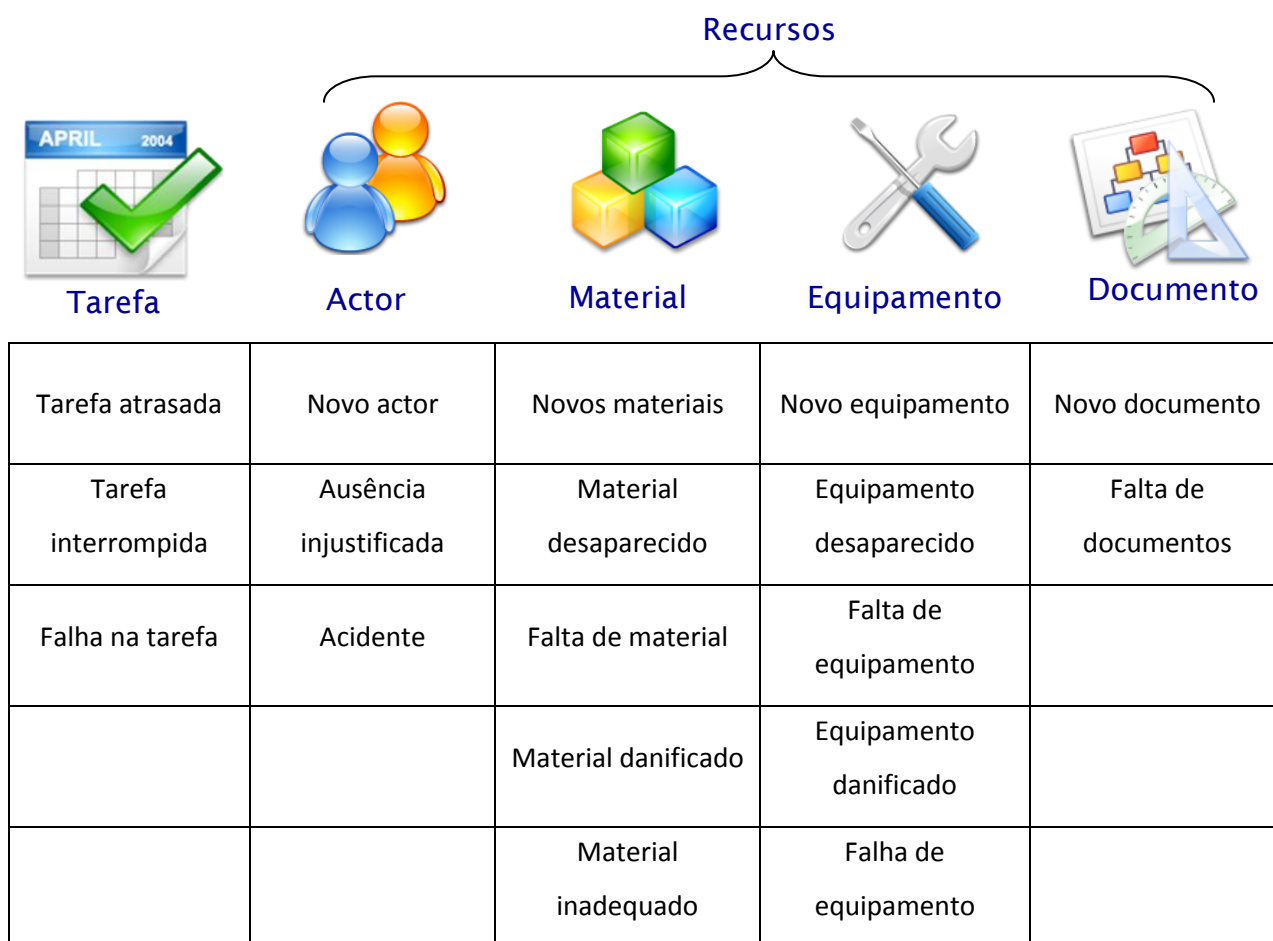 Recursos
APRIL 2004
Tarefa
Actor
Material
Equipamento
Documento
Tarefa atrasada
Novo actor
Novos materiais
Novo equipamento
Novo documento
Tarefa
interrompida
Ausência
injustificada
Material
desaparecido
Equipamento
desaparecido
Falta de
documentos
Falha na tarefa
Acidente
Falta de material
Falta de
equipamento
Material danificado
Equipamento
danificado
Material
inadequado
Falha de
equipamento